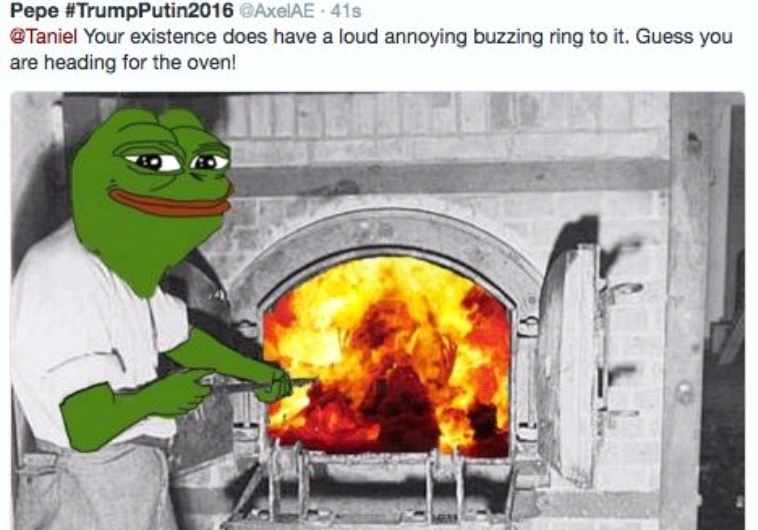 Pepe #TrumpPutin2016 @AxelAE · 41s
@Taniel Your existence does have a loud annoying buzzing ring to it. Guess you
are heading for the oven!